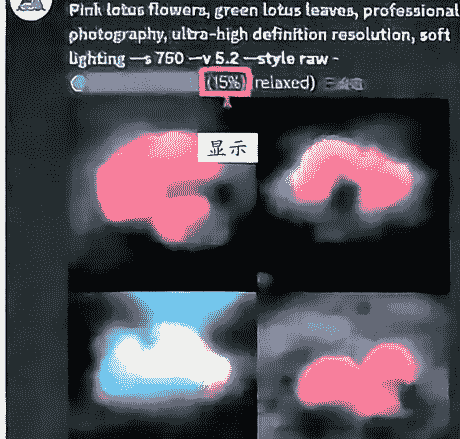 Pink lotus flowers, green lotus leaves, professional
photography, ultra-high definition resolution, soft
lighting —s 750 —v 5.2 —style raw -
(15%) (relaxed)
显示